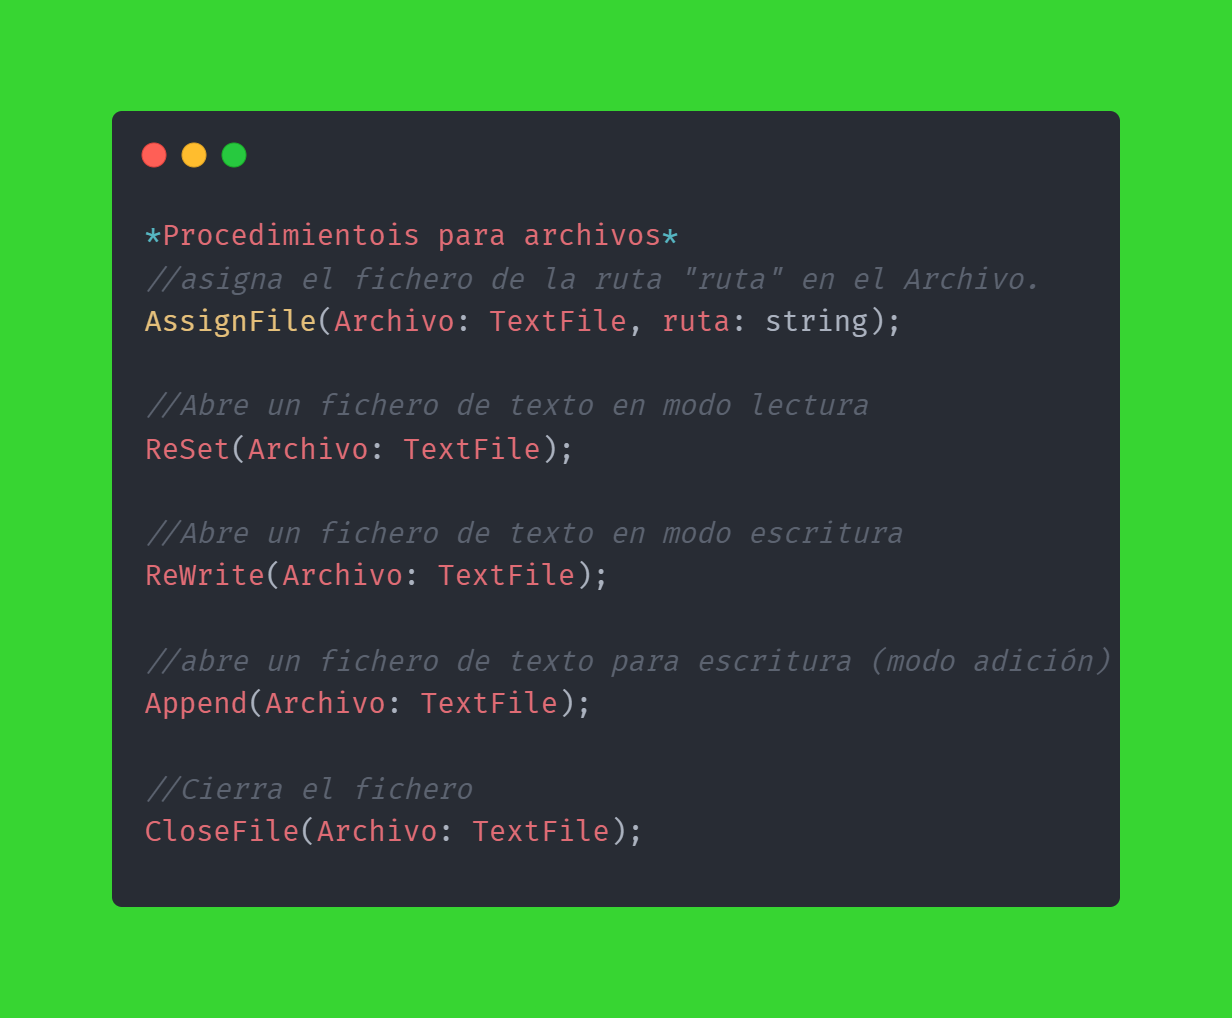 *Procedimientois para archivos*
//asigna el fichero de la ruta "ruta" en el Archivo.
AssignFile(Archivo: TextFile, ruta: string);
//Abre un fichero de texto en modo lectura
ReSet(Archivo: TextFile);
//Abre un fichero de texto en modo escritura
ReWrite(Archivo: TextFile);
//abre un fichero de texto para escritura (modo adición)
Append(Archivo: TextFile);
//Cierra el fichero
CloseFile(Archivo: TextFile);